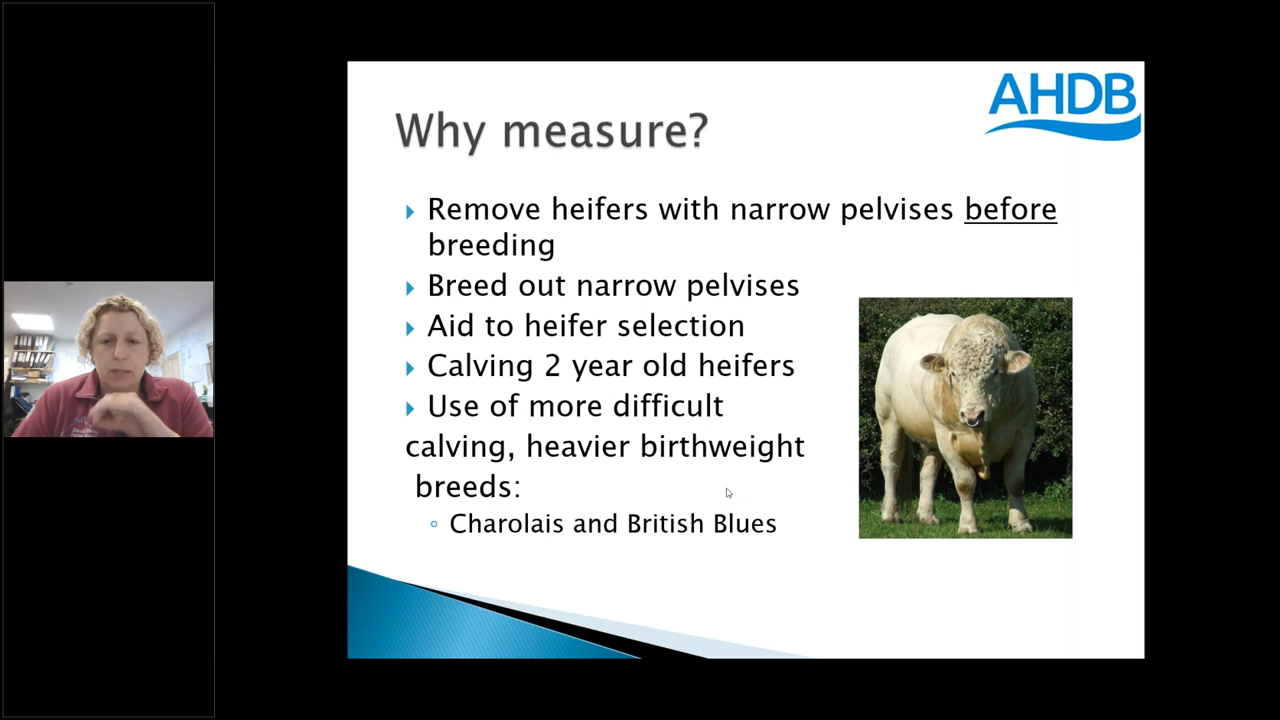 AHDB
Why measure?
Remove heifers with narrow pelvises before
breeding
Breed out narrow pelvises
Aid to heifer selection
Calving 2 year old heifers
Use of more difficult
calving, heavier birthweight
breeds:
Charolais and British Blues